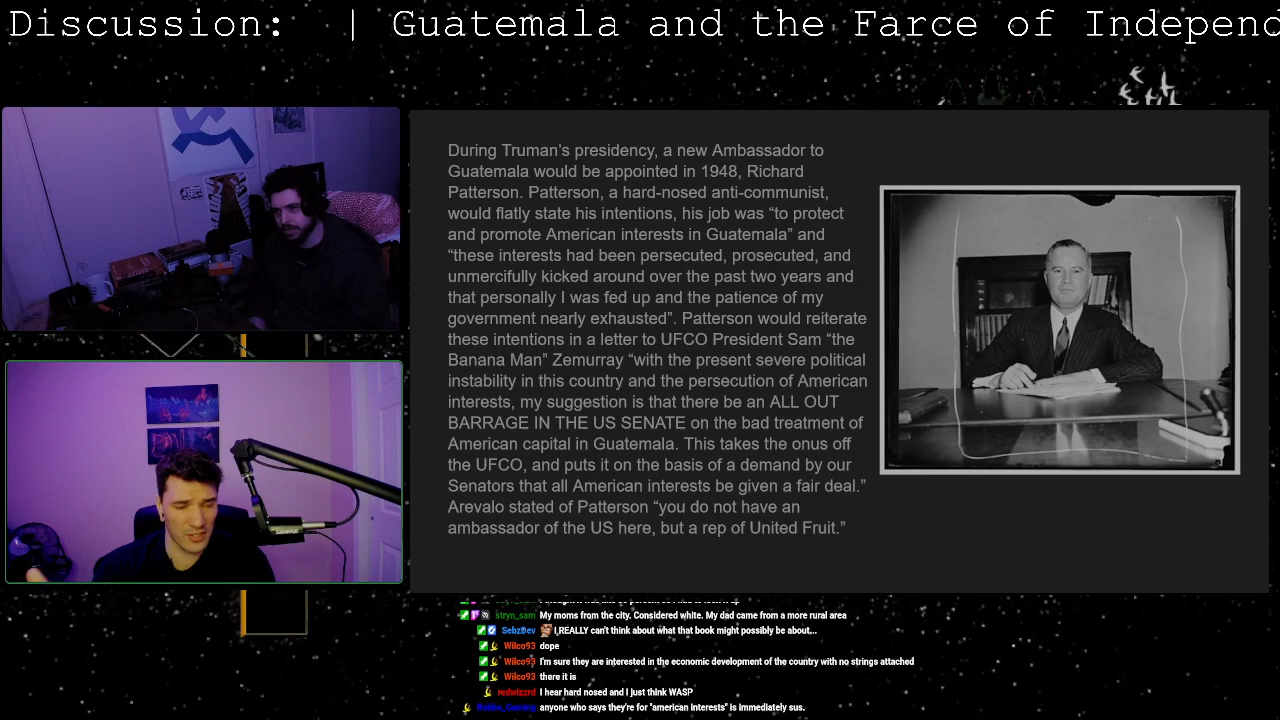 Discussion:   | Guatemala and the Farce of Independ
During Truman’s presidency, a new Ambassador to
Guatemala would be appointed in 1948, Richard
Patterson. Patterson, a hard-nosed anti-communist,
would flatly state his intentions, his job was “to protect
and promote American interests in Guatemala” and
“these interests had been persecuted, prosecuted, and
unmercifully kicked around over the past two years and
that personally I was fed up and the patience of my
government nearly exhausted”. Patterson would reiterate
these intentions in a letter to UFCO President Sam “the
Banana Man” Zemurray “with the present severe political
instability in this country and the persecution of American
interests, my suggestion is that there be an ALL OUT
BARRAGE IN THE US SENATE on the bad treatment of
American capital in Guatemala. This takes the onus off
the UFCO, and puts it on the basis of a demand by our
Senators that all American interests be given a fair deal.”
Arevalo stated of Patterson “you do not have an
ambassador of the US here, but a rep of United Fruit.”
stryn_sam My moms from the city. Considered white. My dad came from a more rural area
SebzDev I REALLY can't think about what that book might possibly be about...
Wilco93 dope
Wilco93 I'm sure they are interested in the economic development of the country with no strings attached
Wilco93 there it is
redwizzrd I hear hard nosed and I just think WASP
anyone who says they're for "american interests" is immediately sus.